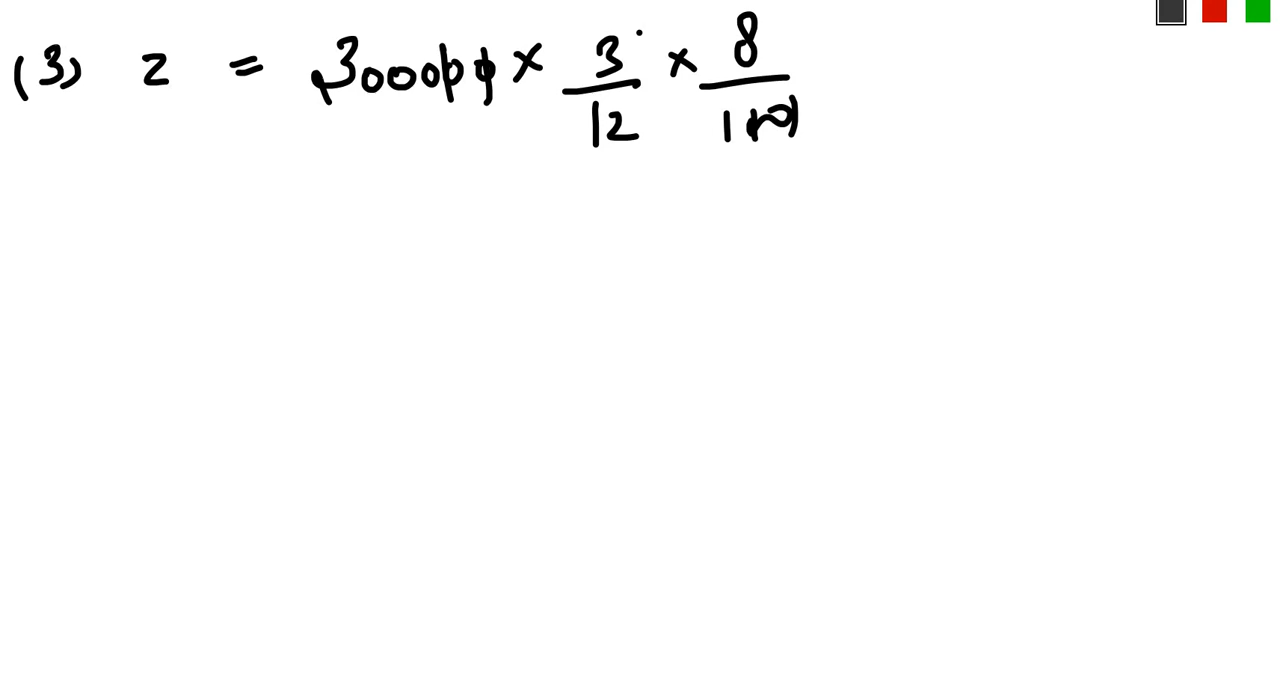 (3) z = 300000 × 3/12 × 8/100